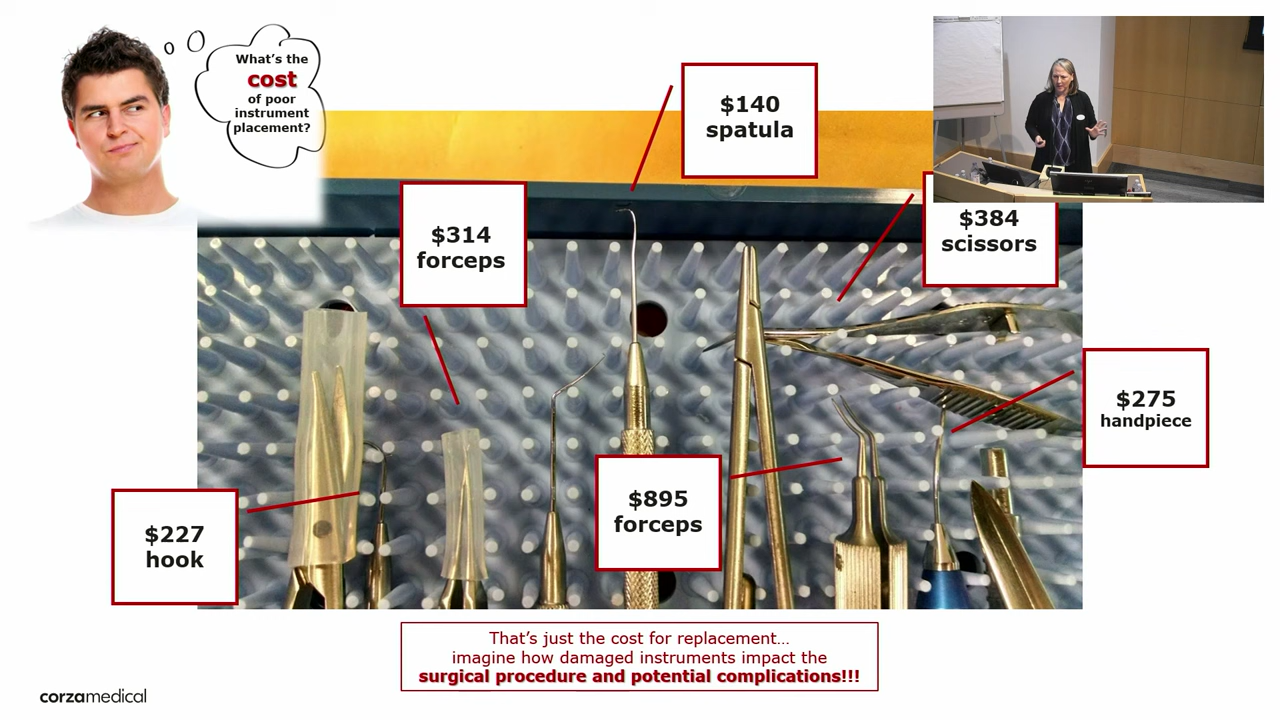 What's the
cost
of poor
instrument
placement?
$140
spatula
$314
forceps
$384
scissors
$275
handpiece
$895
forceps
$227
hook
That's just the cost for replacement...
imagine how damaged instruments impact the
surgical procedure and potential complications!!!
corzamedical